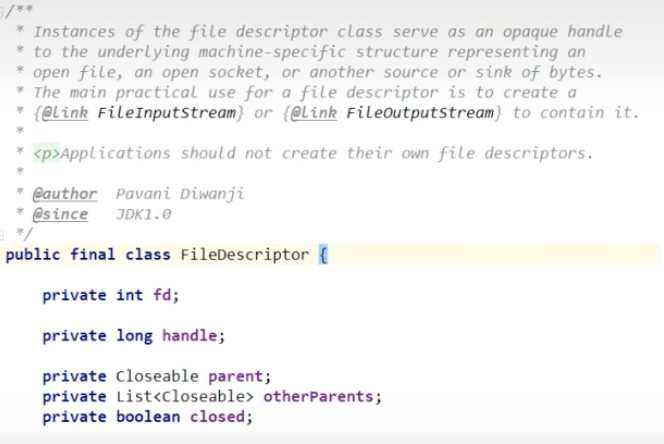 /**
 * Instances of the file descriptor class serve as an opaque handle
 * to the underlying machine-specific structure representing an
 * open file, an open socket, or another source or sink of bytes.
 * The main practical use for a file descriptor is to create a
 * {@link FileInputStream} or {@link FileOutputStream} to contain it.
 *
 * <p>Applications should not create their own file descriptors.
 *
 * @author  Pavani Diwanji
 * @since   JDK1.0
 */
public final class FileDescriptor {
    private int fd;
    private long handle;
    private Closeable parent;
    private List<Closeable> otherParents;
    private boolean closed;